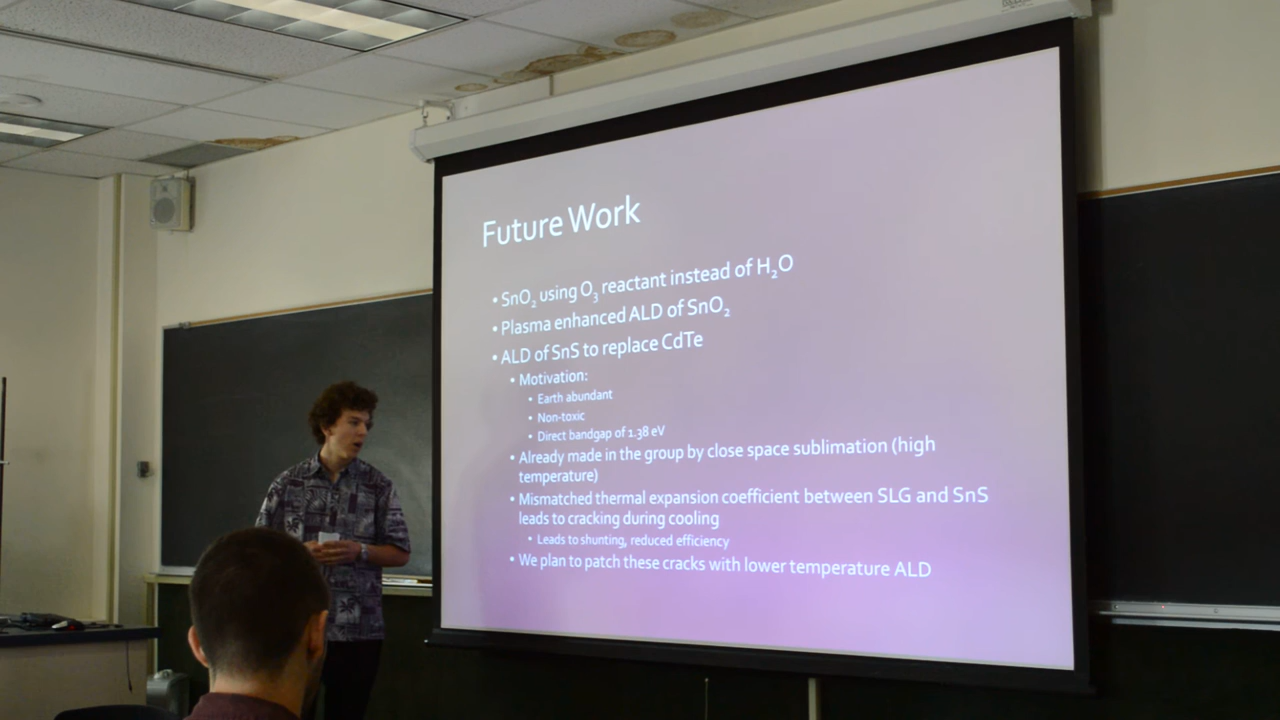 Future Work
• SnO₂ using O₃ reactant instead of H₂O
• Plasma enhanced ALD of SnO₂
• ALD of SnS to replace CdTe
• Motivation:
• Earth abundant
• Non-toxic
• Direct bandgap of 1.38 eV
• Already made in the group by close space sublimation (high
temperature)
• Mismatched thermal expansion coefficient between SLG and SnS
leads to cracking during cooling
• Leads to shunting, reduced efficiency
• We plan to patch these cracks with lower temperature ALD